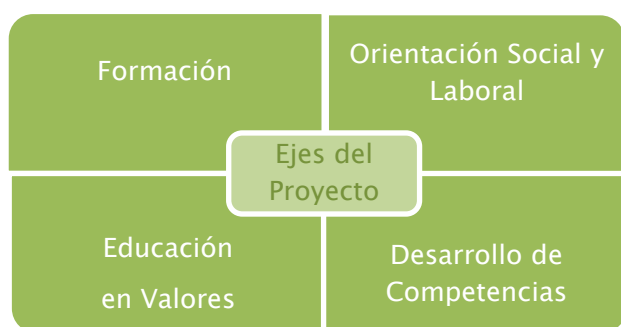 Formación
Orientación Social y
Laboral
Ejes del
Proyecto
Educación
en Valores
Desarrollo de
Competencias